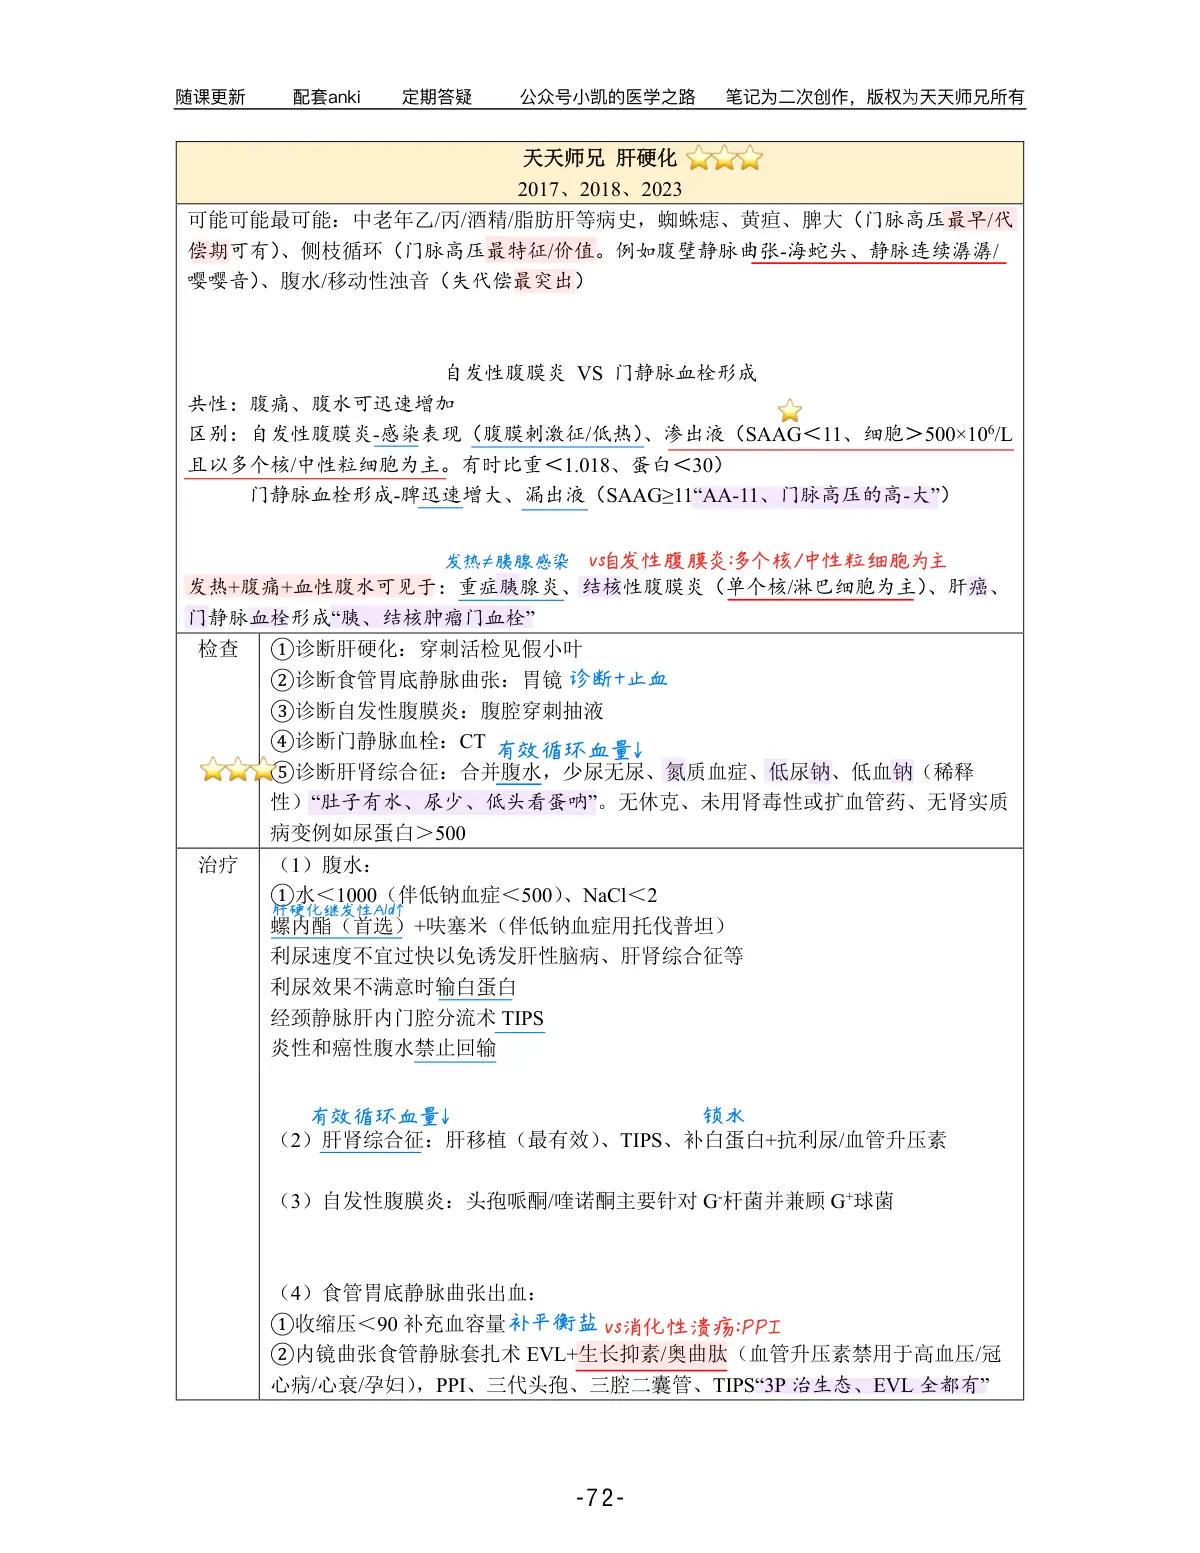 随课更新 配套anki 定期答疑 公众号小凯的医学之路 笔记为二次创作，版权为天天师兄所有
天天师兄 肝硬化
2017、2018、2023
可能可能最可能：中老年乙/丙/酒精/脂肪肝等病史，蜘蛛痣、黄疸、脾大（门脉高压最早/代
偿期可有）、侧枝循环（门脉高压最特征/价值。例如腹壁静脉曲张-海蛇头、静脉连续潺潺/
嘤嘤音）、腹水/移动性浊音（失代偿最突出）
自发性腹膜炎 VS 门静脉血栓形成
共性：腹痛、腹水可迅速增加
区别：自发性腹膜炎-感染表现（腹膜刺激征/低热）、渗出液（SAAG＜11、细胞＞500×10⁶/L
且以多个核/中性粒细胞为主。有时比重＜1.018、蛋白＜30）
门静脉血栓形成-脾迅速增大、漏出液（SAAG≥11“AA-11、门脉高压的高-大”）
发热≠胰腺感染 vs自发性腹膜炎:多个核/中性粒细胞为主
发热+腹痛+血性腹水可见于：重症胰腺炎、结核性腹膜炎（单个核/淋巴细胞为主）、肝癌、
门静脉血栓形成“胰、结核肿瘤门血栓”
检查
①诊断肝硬化：穿刺活检见假小叶
②诊断食管胃底静脉曲张：胃镜 诊断+止血
③诊断自发性腹膜炎：腹腔穿刺抽液
④诊断门静脉血栓：CT 有效循环血量↓
⑤诊断肝肾综合征：合并腹水，少尿无尿、氮质血症、低尿钠、低血钠（稀释
性）“肚子有水、尿少、低头看蛋呐”。无休克、未用肾毒性或扩血管药、无肾实质
病变例如尿蛋白＞500
治疗
（1）腹水：
①水＜1000（伴低钠血症＜500）、NaCl＜2
肝硬化继发性Ald↑
螺内酯（首选）+呋塞米（伴低钠血症用托伐普坦）
利尿速度不宜过快以免诱发肝性脑病、肝肾综合征等
利尿效果不满意时输白蛋白
经颈静脉肝内门腔分流术 TIPS
炎性和癌性腹水禁止回输
有效循环血量↓ 锁水
（2）肝肾综合征：肝移植（最有效）、TIPS、补白蛋白+抗利尿/血管升压素
（3）自发性腹膜炎：头孢哌酮/喹诺酮主要针对 G⁻杆菌并兼顾 G⁺球菌
（4）食管胃底静脉曲张出血：
①收缩压＜90 补充血容量 补平衡盐 vs消化性溃疡:PPI
②内镜曲张食管静脉套扎术 EVL+生长抑素/奥曲肽（血管升压素禁用于高血压/冠
心病/心衰/孕妇），PPI、三代头孢、三腔二囊管、TIPS“3P 治生态、EVL 全都有”
-72-